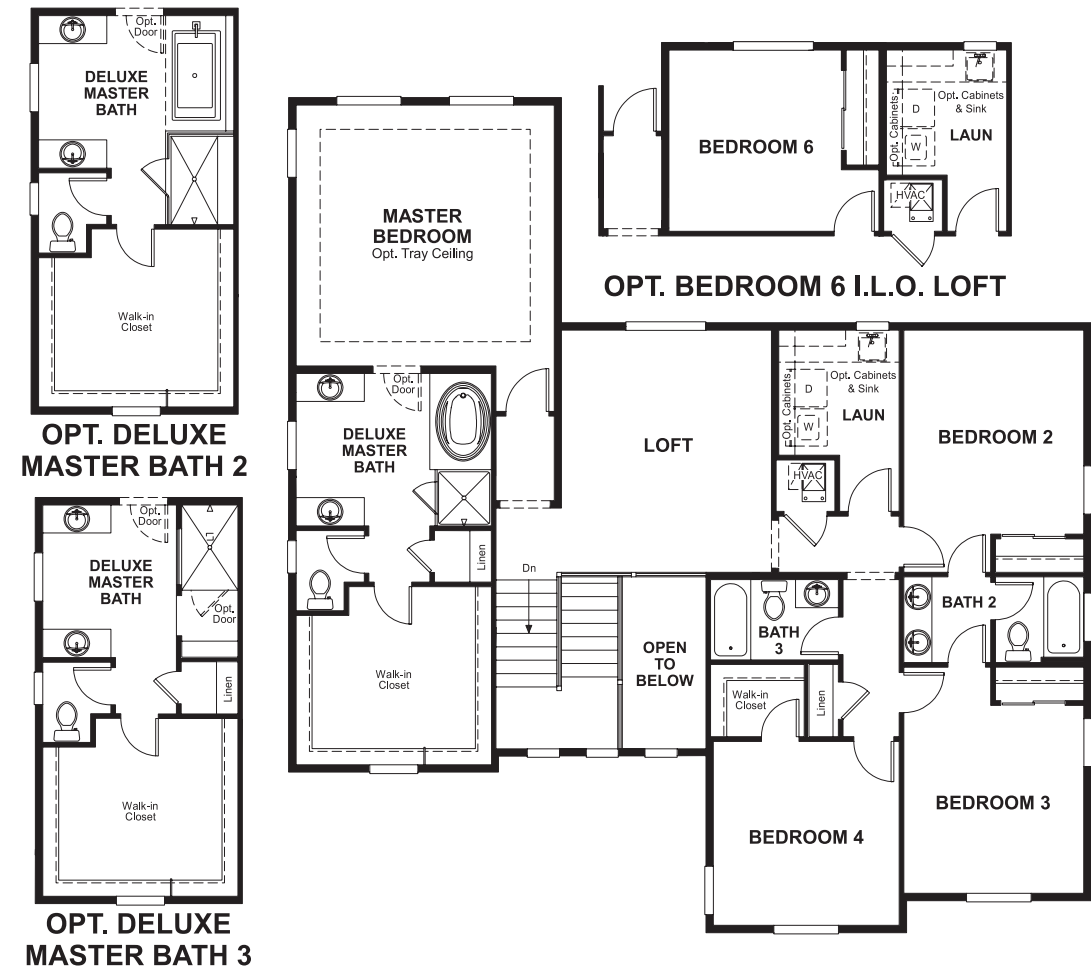 Opt.
Door
DELUXE
MASTER
BATH
Walk-in
Closet
OPT. DELUXE
MASTER BATH 2
Opt.
Door
DELUXE
MASTER
BATH
Opt.
Door
Linen
Walk-in
Closet
OPT. DELUXE
MASTER BATH 3
MASTER
BEDROOM
Opt. Tray Ceiling
Opt.
Door
DELUXE
MASTER
BATH
Linen
Walk-in
Closet
Dn
LOFT
OPEN
TO
BELOW
BEDROOM 6
Opt. Cabinets
D
W
Opt. Cabinets
& Sink
LAUN
HVAC
OPT. BEDROOM 6 I.L.O. LOFT
Opt. Cabinets
D
W
Opt. Cabinets
& Sink
LAUN
HVAC
BEDROOM 2
BATH 2
BATH
3
Walk-in
Closet
Linen
BEDROOM 4
BEDROOM 3